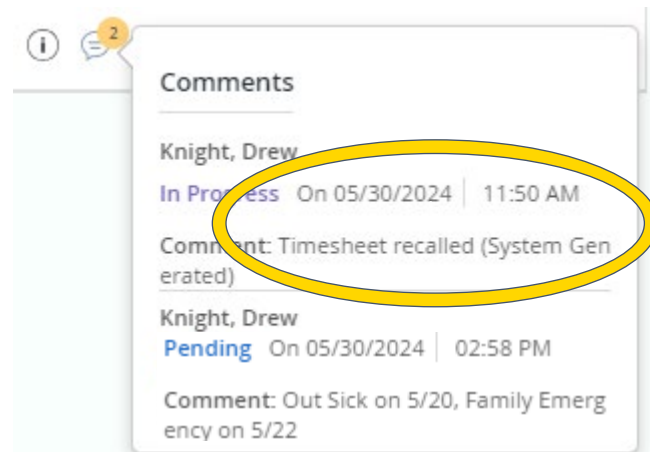 2
Comments
Knight, Drew
In Progress On 05/30/2024 11:50 AM
Comment: Timesheet recalled (System Gen
erated)
Knight, Drew
Pending On 05/30/2024 02:58 PM
Comment: Out Sick on 5/20, Family Emerg
ency on 5/22